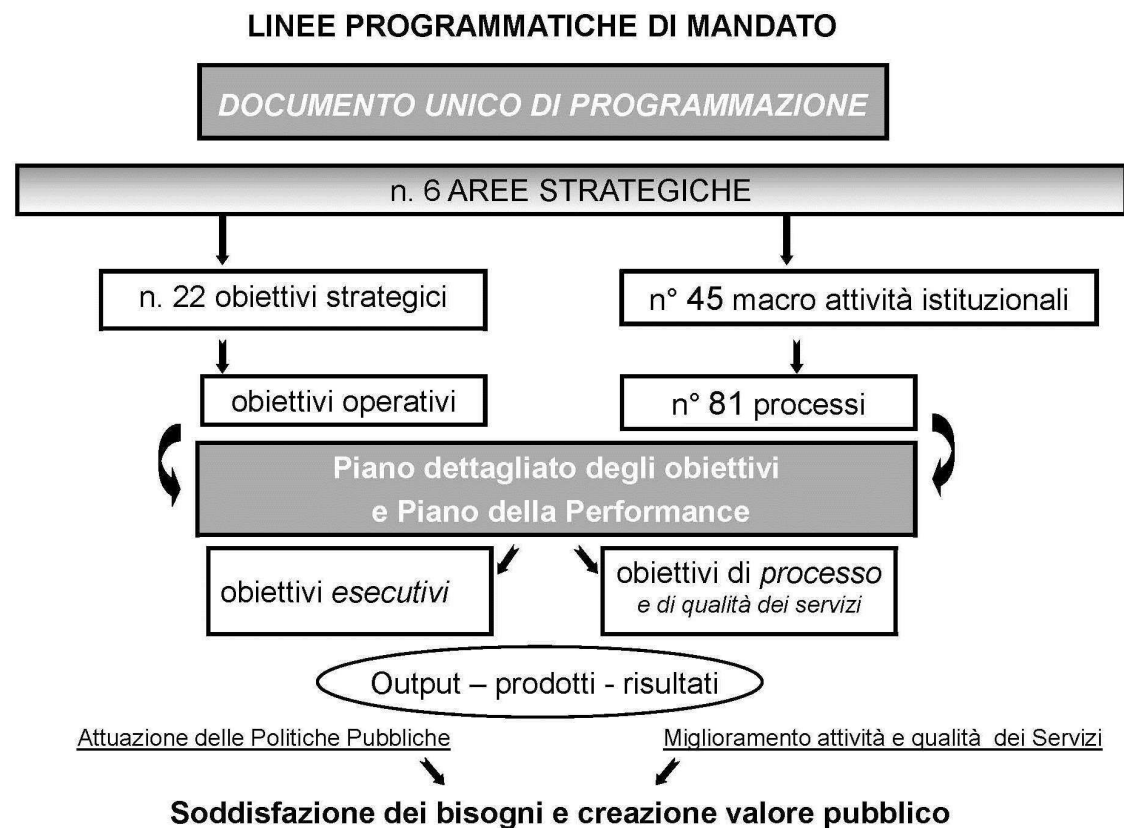 LINEE PROGRAMMATICHE DI MANDATO
DOCUMENTO UNICO DI PROGRAMMAZIONE
n. 6 AREE STRATEGICHE
n. 22 obiettivi strategici
n° 45 macro attività istituzionali
obiettivi operativi
n° 81 processi
Piano dettagliato degli obiettivi
e Piano della Performance
obiettivi esecutivi
obiettivi di processo
e di qualità dei servizi
Output – prodotti - risultati
Attuazione delle Politiche Pubbliche
Miglioramento attività e qualità dei Servizi
Soddisfazione dei bisogni e creazione valore pubblico